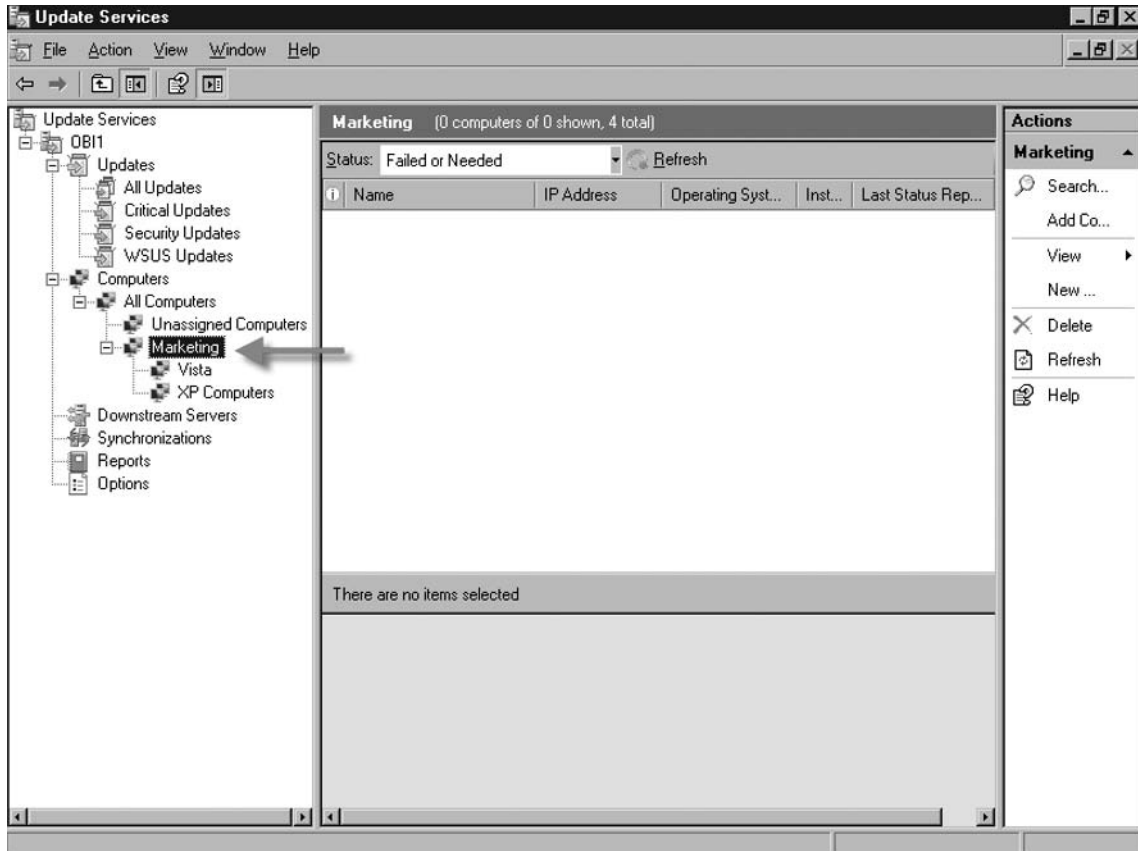 Update Services
File Action View Window Help
Update Services
OBI1
Updates
All Updates
Critical Updates
Security Updates
WSUS Updates
Computers
All Computers
Unassigned Computers
Marketing
Vista
XP Computers
Downstream Servers
Synchronizations
Reports
Options
Marketing (0 computers of 0 shown, 4 total)
Status: Failed or Needed Refresh
Name IP Address Operating Syst... Inst... Last Status Rep...
There are no items selected
Actions
Marketing
Search...
Add Co...
View
New ...
Delete
Refresh
Help